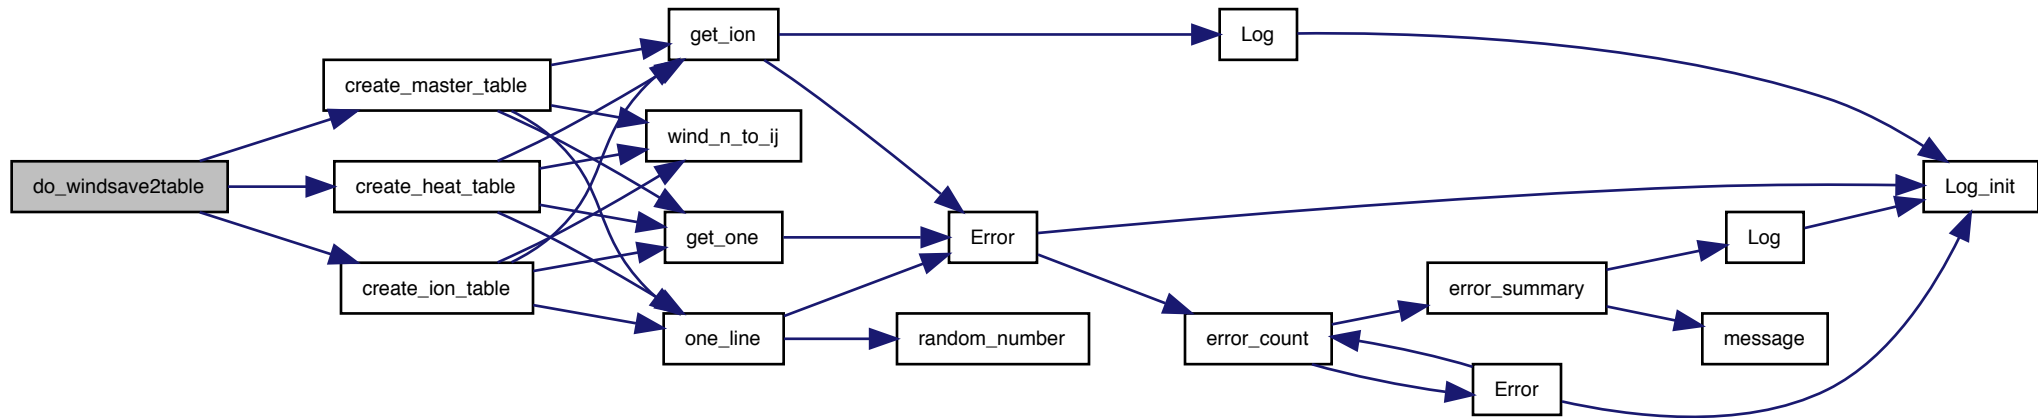 do_windsave2table
create_master_table
create_heat_table
create_ion_table
get_ion
wind_n_to_ij
get_one
one_line
Error
random_number
Log
error_count
error_summary
Error
Log
message
Log_init